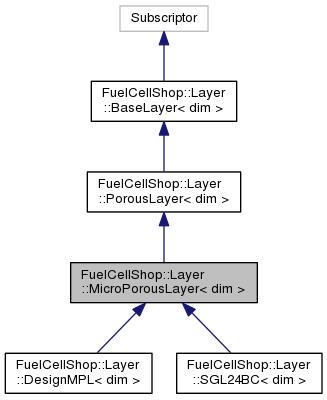 Subscriptor
FuelCellShop::Layer
::BaseLayer< dim >
FuelCellShop::Layer
::PorousLayer< dim >
FuelCellShop::Layer
::MicroPorousLayer< dim >
FuelCellShop::Layer
::DesignMPL< dim >
FuelCellShop::Layer
::SGL24BC< dim >